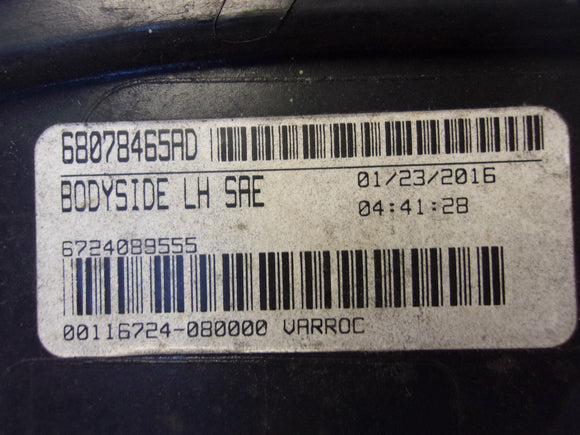 68078465AD
BODYSIDE LH SAE 01/23/2016
04:41:28
6724089555
00116724-080000 VARROC